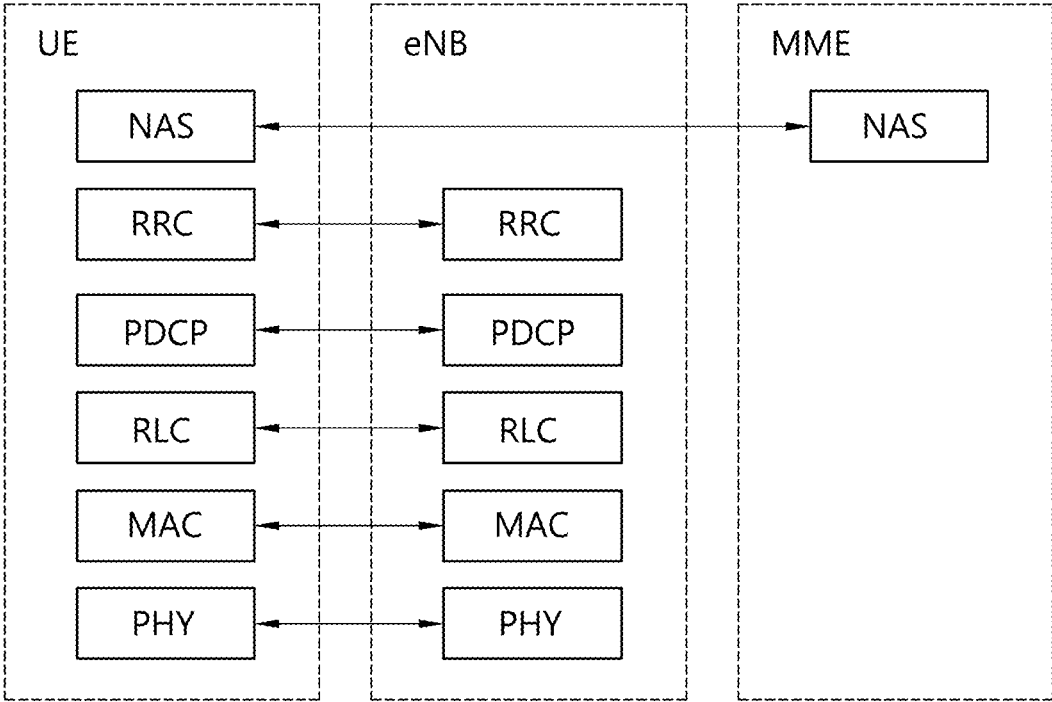 UE eNB MME
NAS NAS
RRC RRC
PDCP PDCP
RLC RLC
MAC MAC
PHY PHY